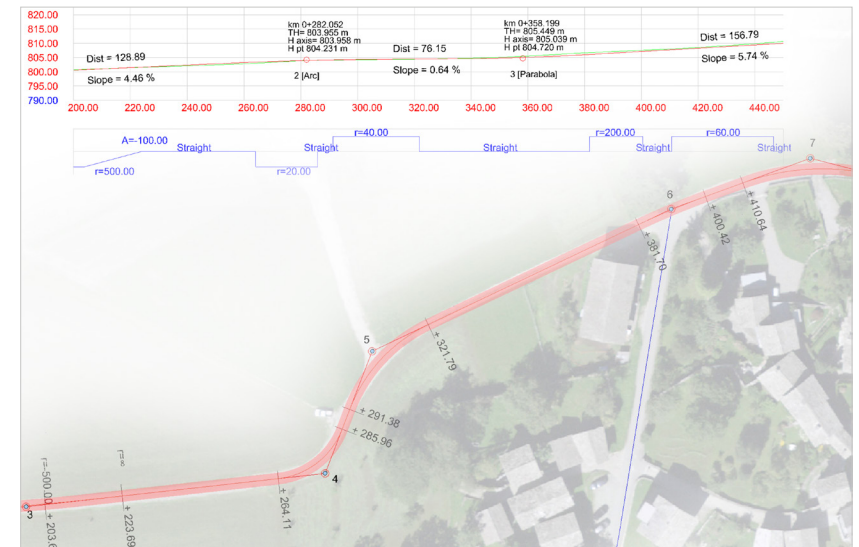 820.00
815.00
810.00
805.00
800.00
795.00
790.00
km 0+282.052
TH= 803.955 m
H axis= 803.958 m
H pt 804.231 m
km 0+358.199
TH= 805.449 m
H axis= 805.039 m
H pt 804.720 m
Dist = 128.89
Dist = 76.15
Dist = 156.79
Slope = 4.46 %
2 [Arc]
Slope = 0.64 %
3 [Parabola]
Slope = 5.74 %
200.00 220.00 240.00 260.00 280.00 300.00 320.00 340.00 360.00 380.00 400.00 420.00 440.00
A=-100.00
r=40.00
r=200.00
r=60.00
Straight
Straight
Straight
Straight
Straight
r=500.00
r=20.00
7
6
+ 410.64
+ 400.42
+ 381.79
5
+ 321.79
+ 291.38
+ 285.96
4
r=∞
r=-500.00
3
+ 264.11
+ 223.69
+ 203.6